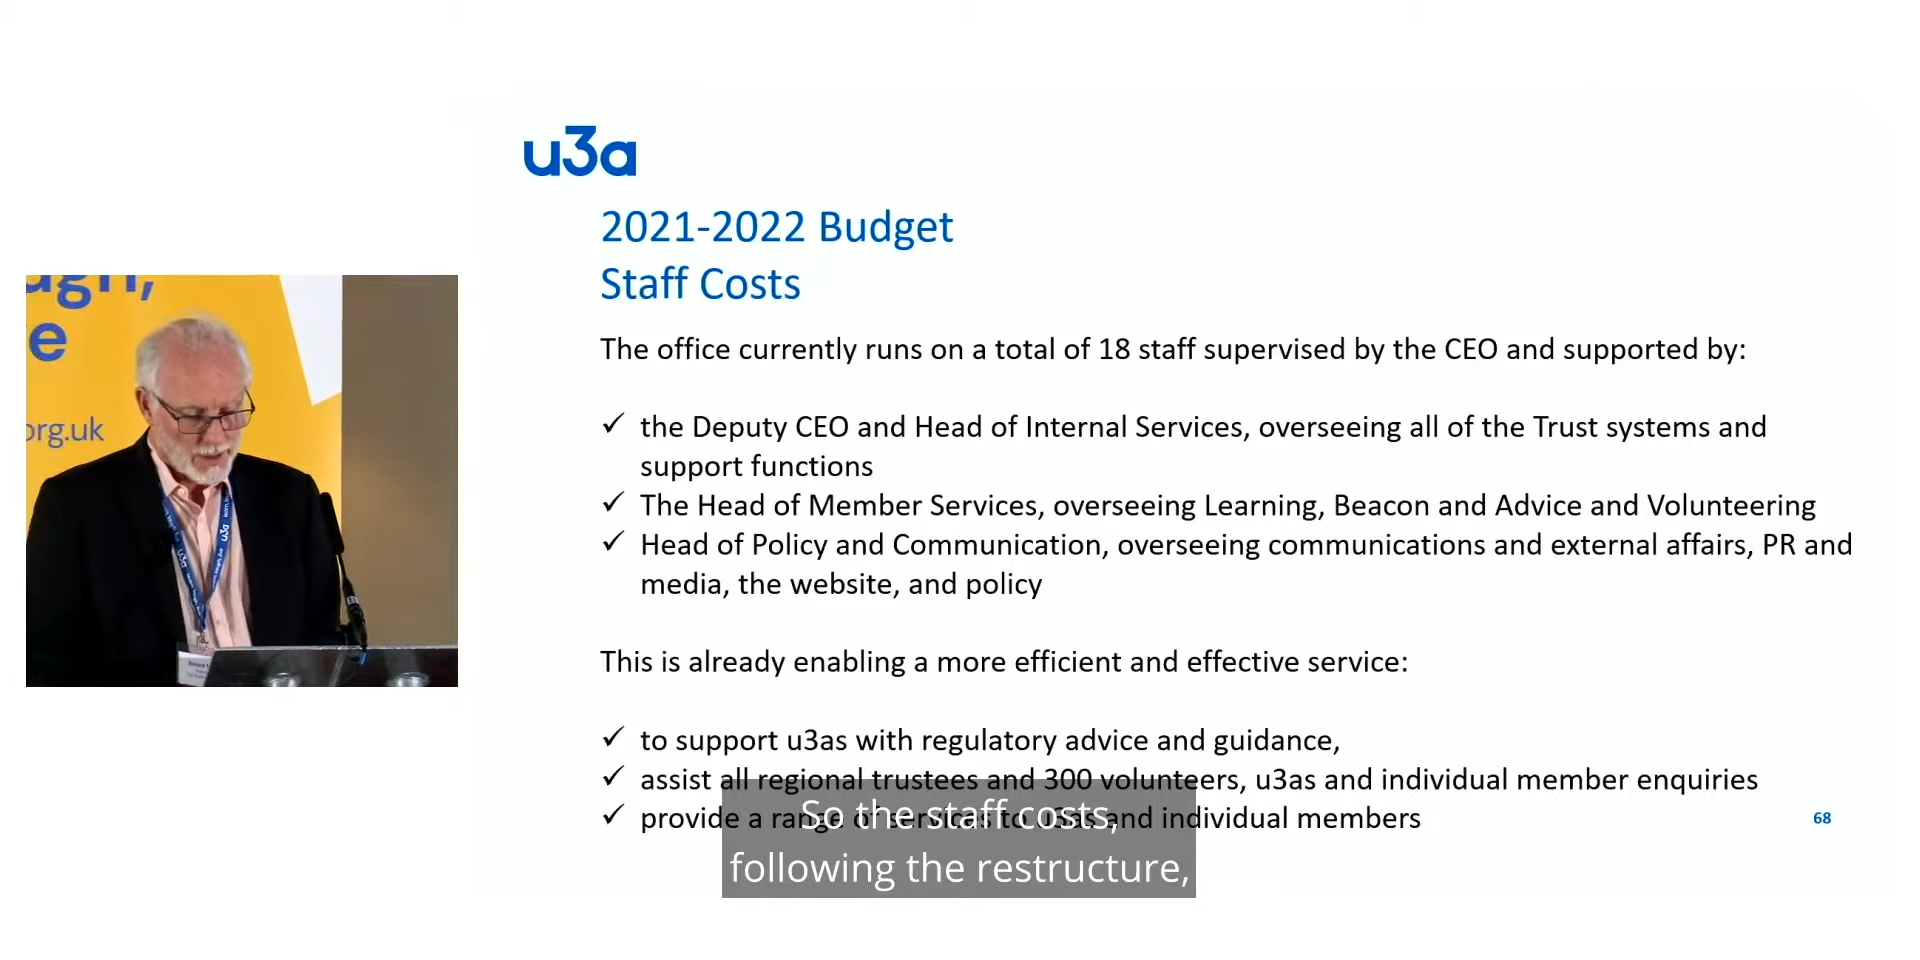 u3a
2021-2022 Budget
Staff Costs
The office currently runs on a total of 18 staff supervised by the CEO and supported by:
✓ the Deputy CEO and Head of Internal Services, overseeing all of the Trust systems and
support functions
✓ The Head of Member Services, overseeing Learning, Beacon and Advice and Volunteering
✓ Head of Policy and Communication, overseeing communications and external affairs, PR and
media, the website, and policy
This is already enabling a more efficient and effective service:
✓ to support u3as with regulatory advice and guidance,
✓ assist all regional trustees and 300 volunteers, u3as and individual member enquiries
✓ provide a range of services to u3as and individual members
68
So the staff costs,
following the restructure,
e
org.uk
u3a
u3a